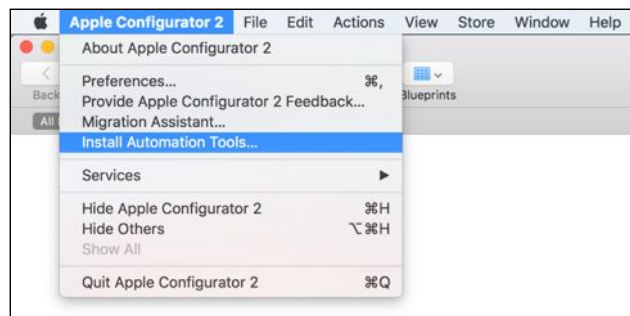 Apple Configurator 2 File Edit Actions View Store Window Help
About Apple Configurator 2
Preferences... ⌘,
Back
Blueprints
Provide Apple Configurator 2 Feedback...
Migration Assistant...
All
Install Automation Tools...
Services ▶
Hide Apple Configurator 2 ⌘H
Hide Others ⌥⌘H
Show All
Quit Apple Configurator 2 ⌘Q